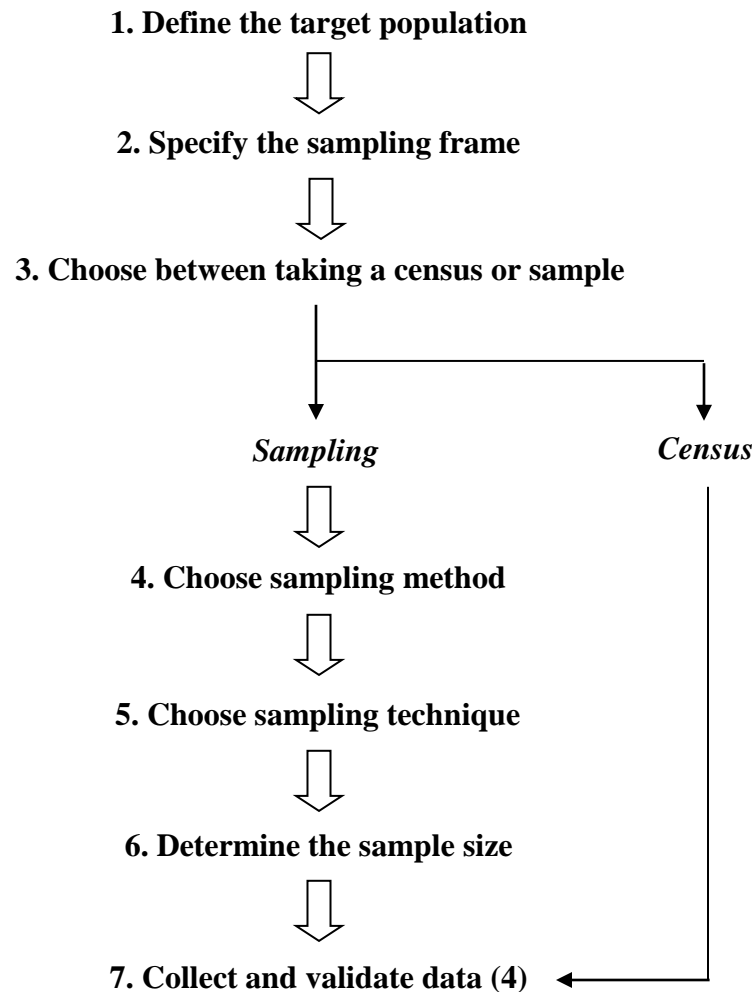 1. Define the target population
2. Specify the sampling frame
3. Choose between taking a census or sample
Sampling
Census
4. Choose sampling method
5. Choose sampling technique
6. Determine the sample size
7. Collect and validate data (4)